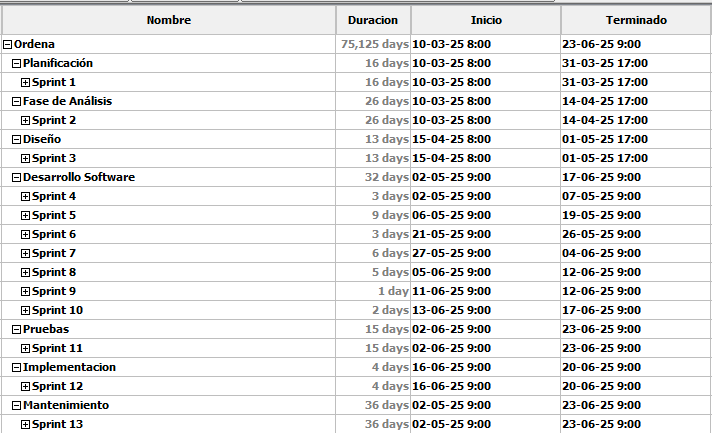 Nombre Duracion Inicio Terminado
Ordena 75,125 days 10-03-25 8:00 23-06-25 9:00
Planificación 16 days 10-03-25 8:00 31-03-25 17:00
Sprint 1 16 days 10-03-25 8:00 31-03-25 17:00
Fase de Análisis 26 days 10-03-25 8:00 14-04-25 17:00
Sprint 2 26 days 10-03-25 8:00 14-04-25 17:00
Diseño 13 days 15-04-25 8:00 01-05-25 17:00
Sprint 3 13 days 15-04-25 8:00 01-05-25 17:00
Desarrollo Software 32 days 02-05-25 9:00 17-06-25 9:00
Sprint 4 3 days 02-05-25 9:00 07-05-25 9:00
Sprint 5 9 days 06-05-25 9:00 19-05-25 9:00
Sprint 6 3 days 21-05-25 9:00 26-05-25 9:00
Sprint 7 6 days 27-05-25 9:00 04-06-25 9:00
Sprint 8 5 days 05-06-25 9:00 12-06-25 9:00
Sprint 9 1 day 11-06-25 9:00 12-06-25 9:00
Sprint 10 2 days 13-06-25 9:00 17-06-25 9:00
Pruebas 15 days 02-06-25 9:00 23-06-25 9:00
Sprint 11 15 days 02-06-25 9:00 23-06-25 9:00
Implementacion 4 days 16-06-25 9:00 20-06-25 9:00
Sprint 12 4 days 16-06-25 9:00 20-06-25 9:00
Mantenimiento 36 days 02-05-25 9:00 23-06-25 9:00
Sprint 13 36 days 02-05-25 9:00 23-06-25 9:00